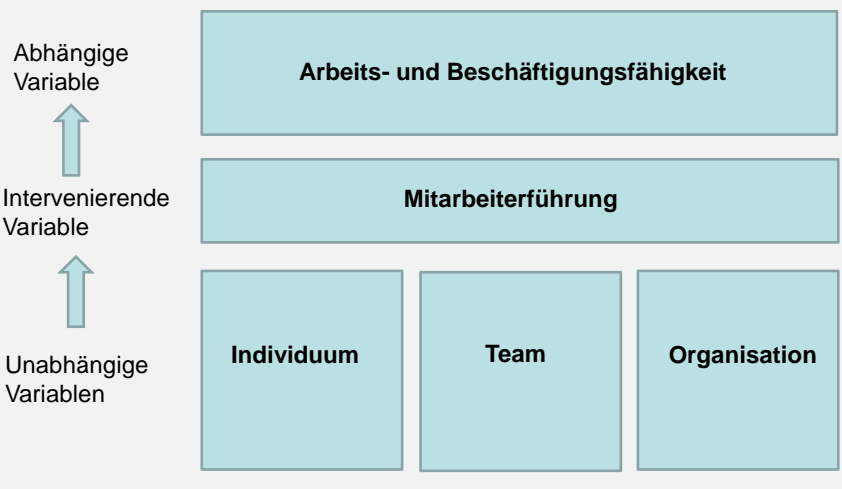 Abhängige
Variable
Arbeits- und Beschäftigungsfähigkeit
Intervenierende
Variable
Mitarbeiterführung
Unabhängige
Variablen
Individuum
Team
Organisation